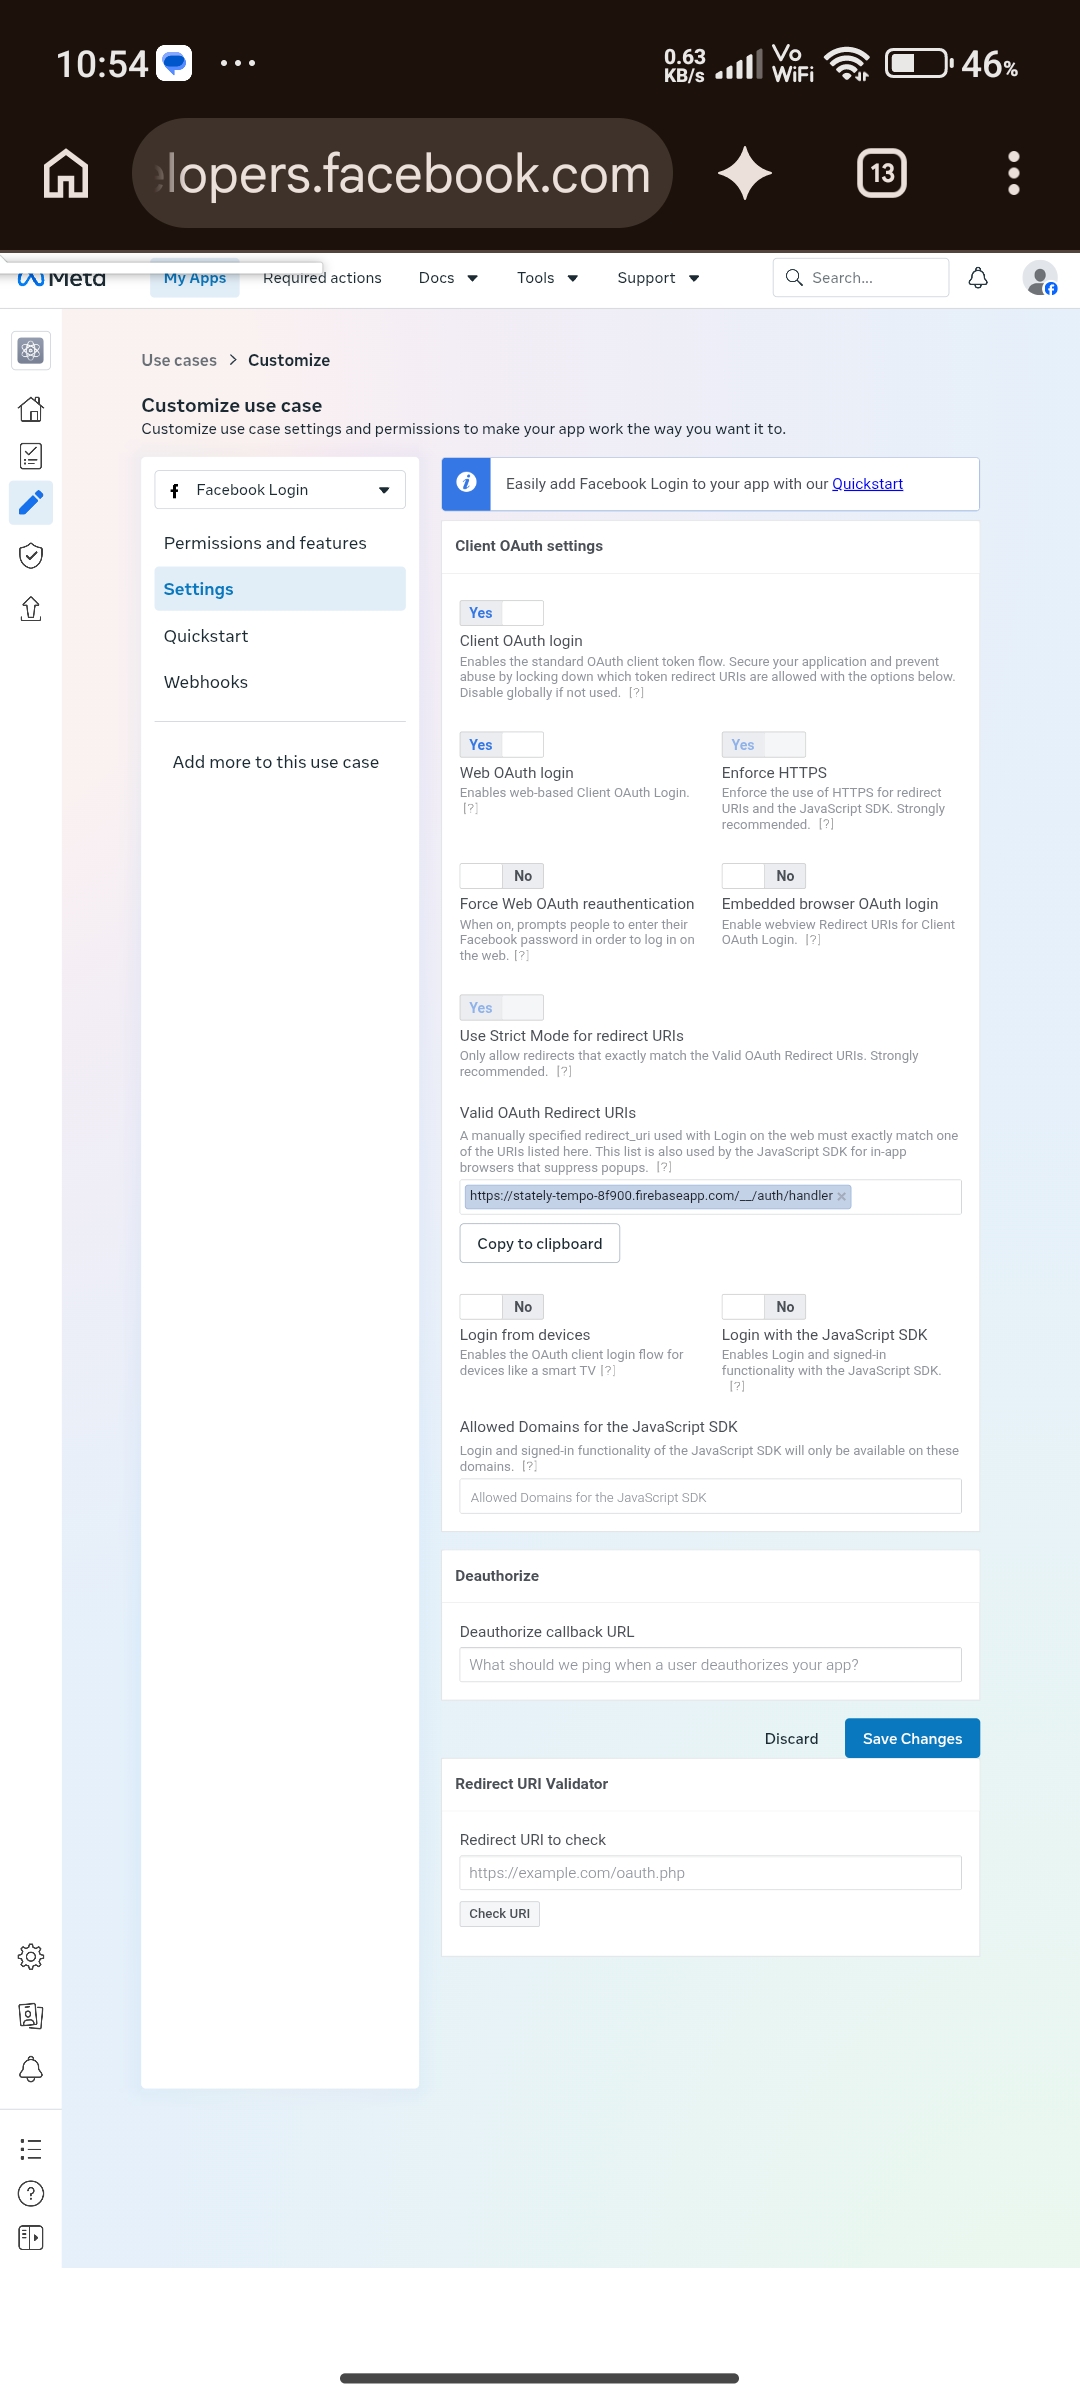 10:54
0.63
KB/s
Vo
WiFi
46%
elopers.facebook.com
13
Meta
My Apps
Required actions
Docs
Tools
Support
Search...
Use cases > Customize
Customize use case
Customize use case settings and permissions to make your app work the way you want it to.
Facebook Login
Permissions and features
Settings
Quickstart
Webhooks
Add more to this use case
Easily add Facebook Login to your app with our Quickstart
Client OAuth settings
Yes
Client OAuth login
Enables the standard OAuth client token flow. Secure your application and prevent
abuse by locking down which token redirect URIs are allowed with the options below.
Disable globally if not used. [?]
Yes
Web OAuth login
Enables web-based Client OAuth Login.
[?]
Yes
Enforce HTTPS
Enforce the use of HTTPS for redirect
URIs and the JavaScript SDK. Strongly
recommended. [?]
No
Force Web OAuth reauthentication
When on, prompts people to enter their
Facebook password in order to log in on
the web. [?]
No
Embedded browser OAuth login
Enable webview Redirect URIs for Client
OAuth Login. [?]
Yes
Use Strict Mode for redirect URIs
Only allow redirects that exactly match the Valid OAuth Redirect URIs. Strongly
recommended. [?]
Valid OAuth Redirect URIs
A manually specified redirect_uri used with Login on the web must exactly match one
of the URIs listed here. This list is also used by the JavaScript SDK for in-app
browsers that suppress popups. [?]
https://stately-tempo-8f900.firebaseapp.com/__/auth/handler ×
Copy to clipboard
No
Login from devices
Enables the OAuth client login flow for
devices like a smart TV [?]
No
Login with the JavaScript SDK
Enables Login and signed-in
functionality with the JavaScript SDK.
[?]
Allowed Domains for the JavaScript SDK
Login and signed-in functionality of the JavaScript SDK will only be available on these
domains. [?]
Allowed Domains for the JavaScript SDK
Deauthorize
Deauthorize callback URL
What should we ping when a user deauthorizes your app?
Discard
Save Changes
Redirect URI Validator
Redirect URI to check
https://example.com/oauth.php
Check URI